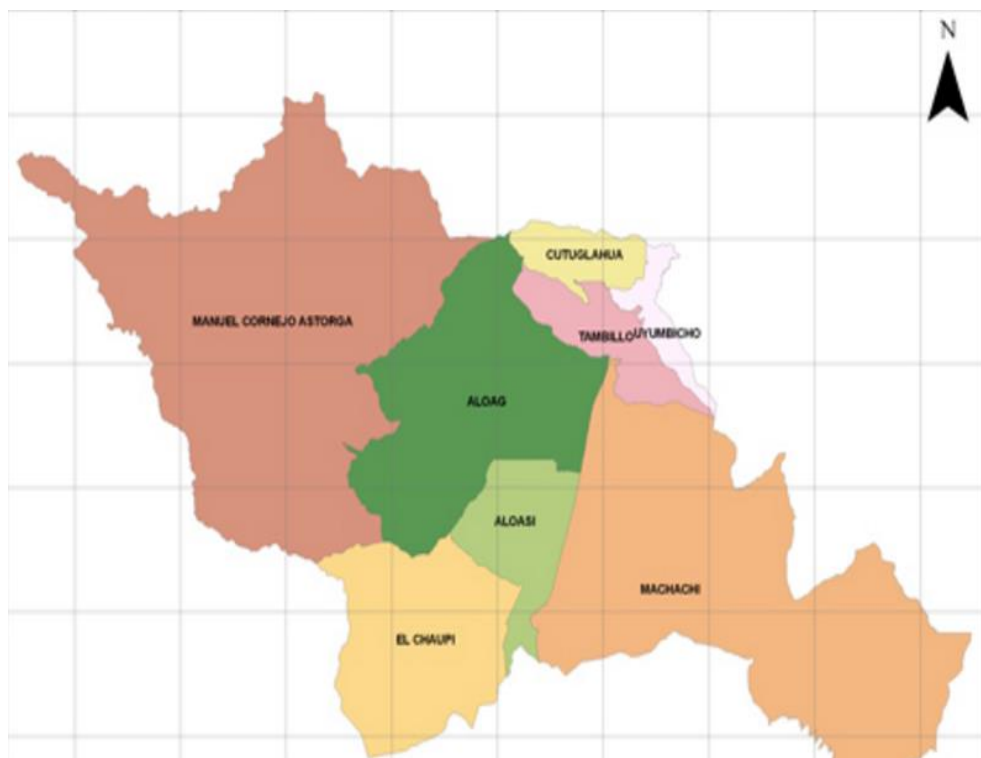 N
CUTUGLAHUA
MANUEL CORNEJO ASTORGA
TAMBILLO
UYUMBICHO
ALOAG
ALOASI
MACHACHI
EL CHAUPI